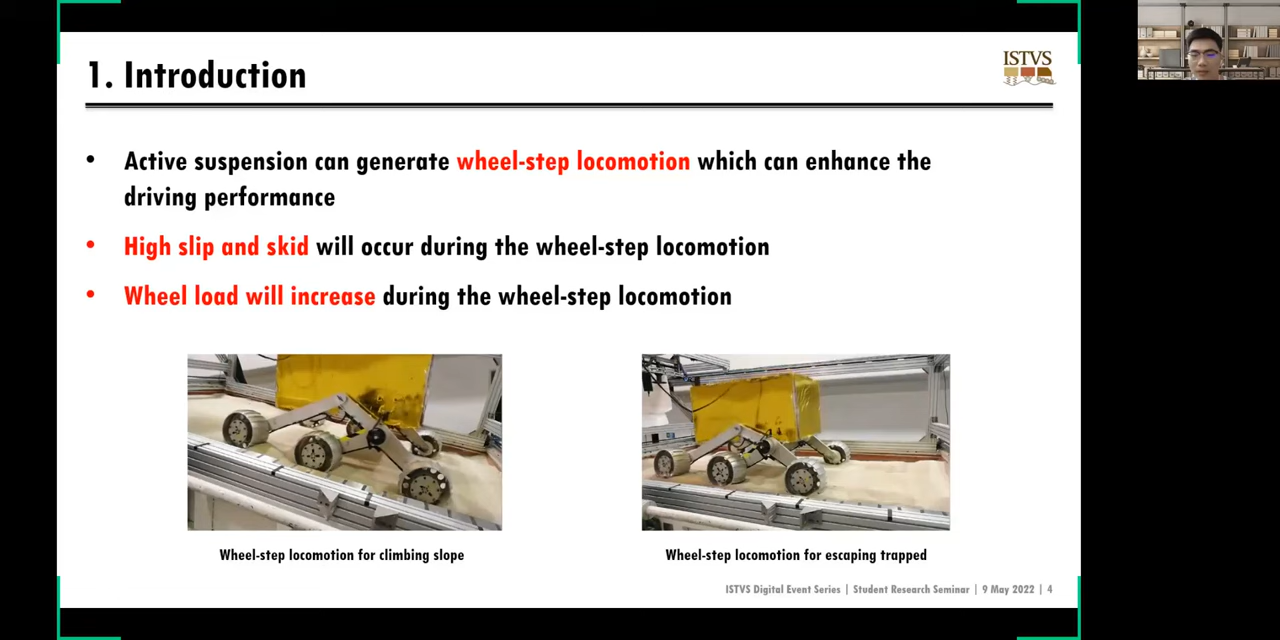 1. Introduction
ISTVS
• Active suspension can generate wheel-step locomotion which can enhance the
driving performance
• High slip and skid will occur during the wheel-step locomotion
• Wheel load will increase during the wheel-step locomotion
Wheel-step locomotion for climbing slope
Wheel-step locomotion for escaping trapped
ISTVS Digital Event Series | Student Research Seminar | 9 May 2022 | 4